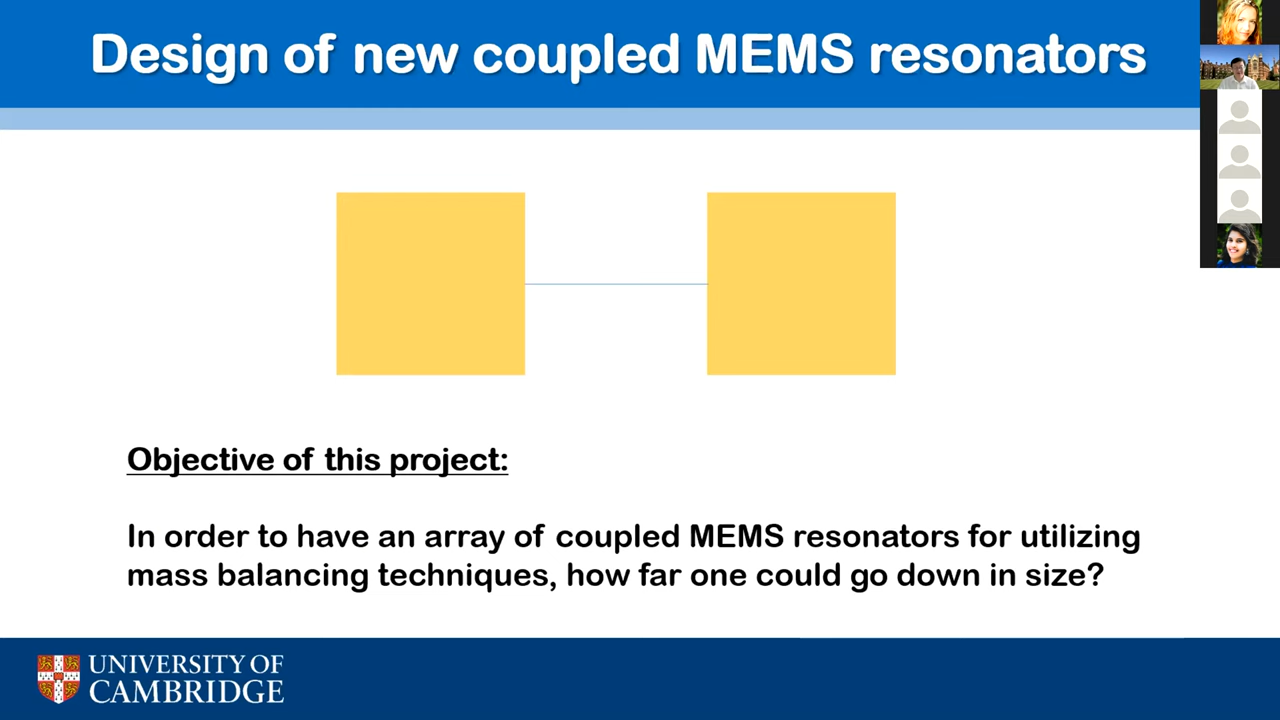 Design of new coupled MEMS resonators
Objective of this project:
In order to have an array of coupled MEMS resonators for utilizing
mass balancing techniques, how far one could go down in size?
UNIVERSITY OF
CAMBRIDGE